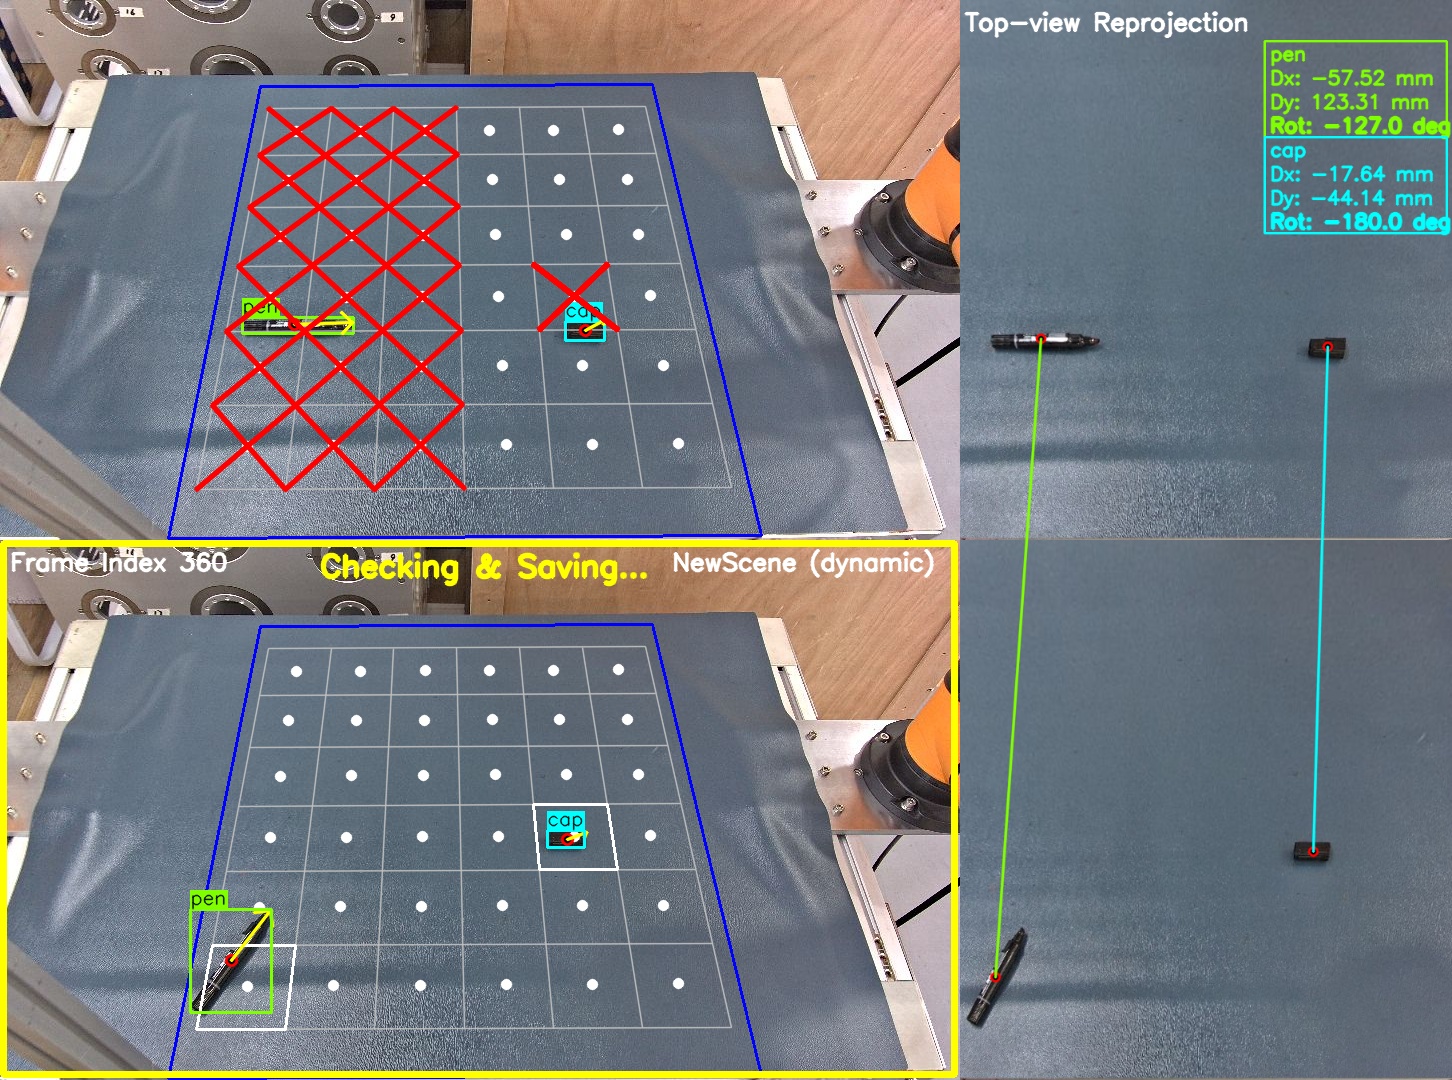 16
9
pen
cap
Top-view Reprojection
pen
Dx: -57.52 mm
Dy: 123.31 mm
Rot: -127.0 deg
cap
Dx: -17.64 mm
Dy: -44.14 mm
Rot: -180.0 deg
Frame Index 360
Checking & Saving...
NewScene (dynamic)
cap
pen